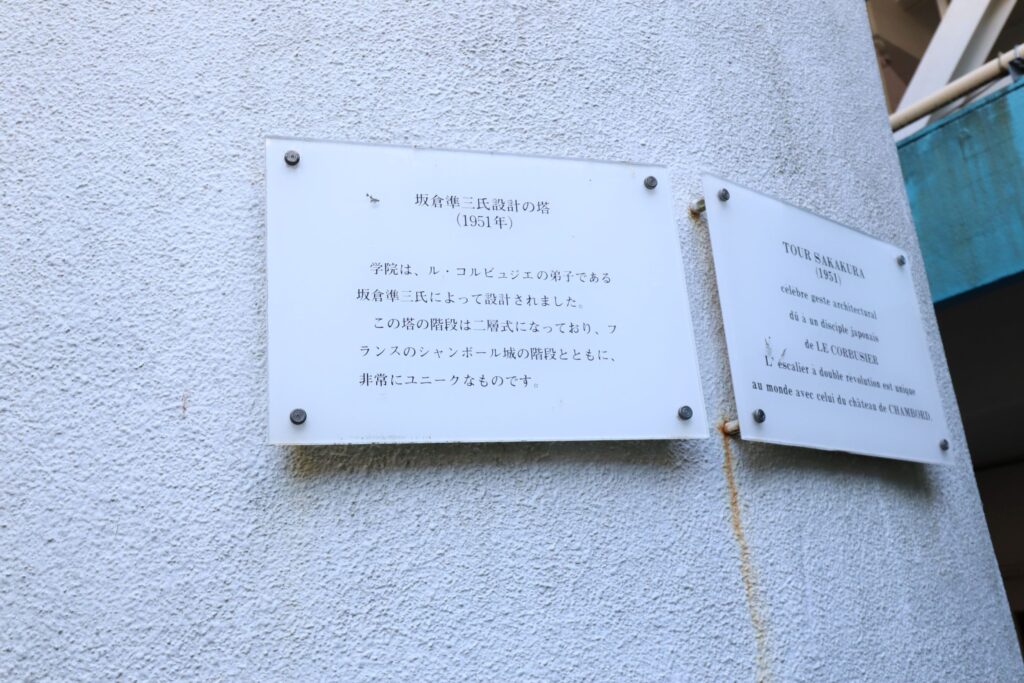 坂倉準三氏設計の塔
(1951年)
学院は、ル・コルビュジエの弟子である
坂倉準三氏によって設計されました。
この塔の階段は二層式になっており、フ
ランスのシャンボール城の階段とともに、
非常にユニークなものです。
TOUR SAKAKURA
(1951)
celèbre geste architectural
dû à un disciple japonais
de LE CORBUSIER
L'éscalier a double revolution est unique
au monde avec celui du château de CHAMBORD.